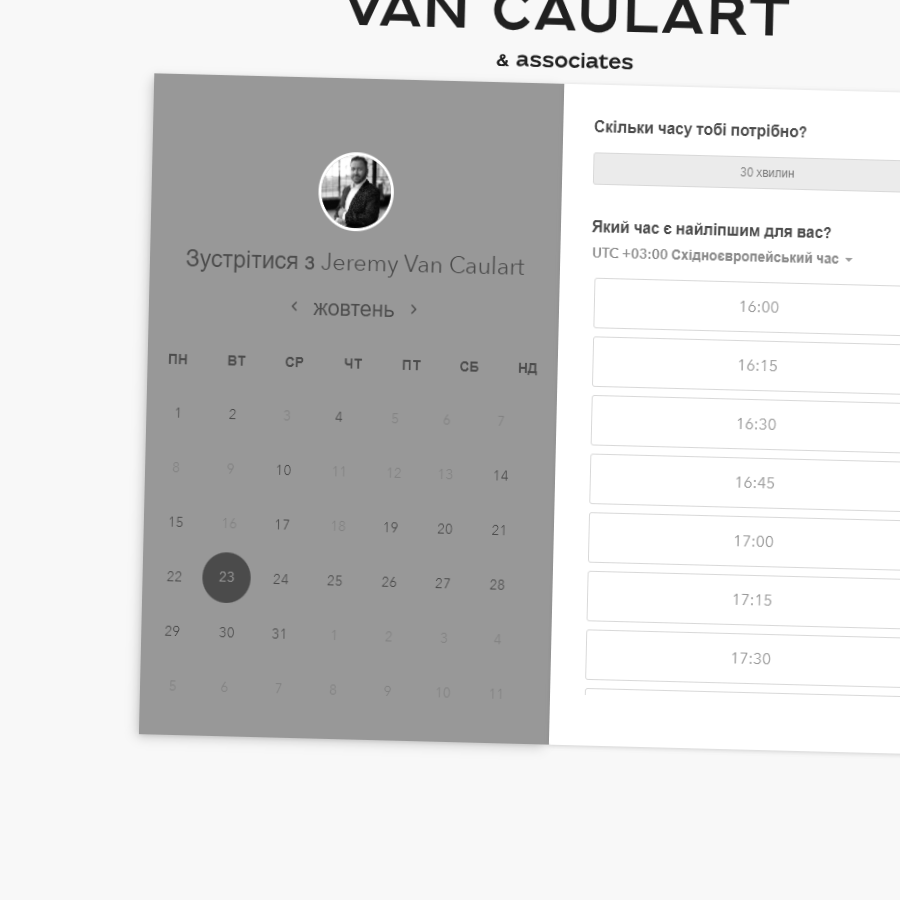 VAN CAULART
& associates
Зустрітися з Jeremy Van Caulart
жовтень
ПН ВТ СР ЧТ ПТ СБ НД
1 2 3 4 5 6 7
8 9 10 11 12 13 14
15 16 17 18 19 20 21
22 23 24 25 26 27 28
29 30 31 1 2 3 4
5 6 7 8 9 10 11
Скільки часу тобі потрібно?
30 хвилин
Який час є найліпшим для вас?
UTC +03:00 Східноєвропейський час
16:00
16:15
16:30
16:45
17:00
17:15
17:30